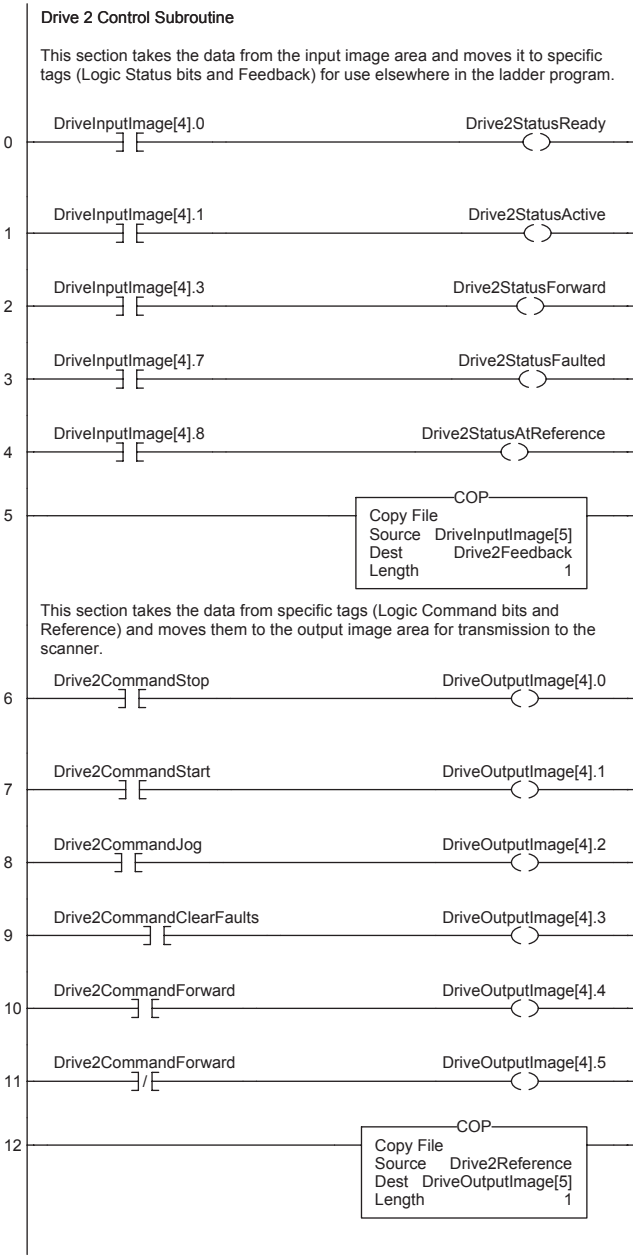 Drive 2 Control Subroutine
This section takes the data from the input image area and moves it to specific
tags (Logic Status bits and Feedback) for use elsewhere in the ladder program.
DriveInputImage[4].0 Drive2StatusReady
0
DriveInputImage[4].1 Drive2StatusActive
1
DriveInputImage[4].3 Drive2StatusForward
2
DriveInputImage[4].7 Drive2StatusFaulted
3
DriveInputImage[4].8 Drive2StatusAtReference
4
COP
5
Copy File
Source DriveInputImage[5]
Dest Drive2Feedback
Length 1
This section takes the data from specific tags (Logic Command bits and
Reference) and moves them to the output image area for transmission to the
scanner.
Drive2CommandStop DriveOutputImage[4].0
6
Drive2CommandStart DriveOutputImage[4].1
7
Drive2CommandJog DriveOutputImage[4].2
8
Drive2CommandClearFaults DriveOutputImage[4].3
9
Drive2CommandForward DriveOutputImage[4].4
10
Drive2CommandForward DriveOutputImage[4].5
11
COP
12
Copy File
Source Drive2Reference
Dest DriveOutputImage[5]
Length 1